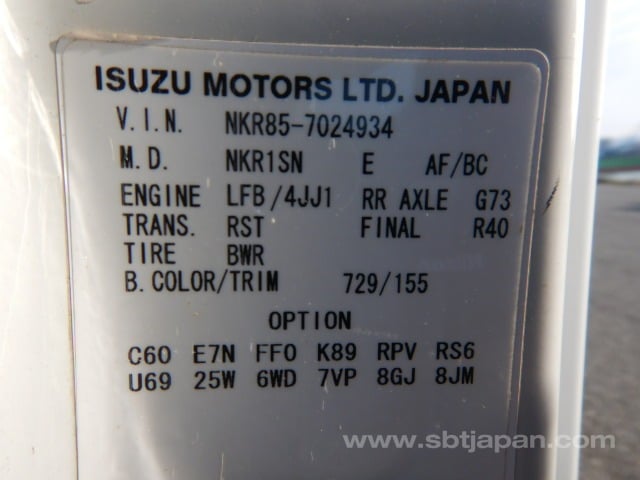 ISUZU MOTORS LTD. JAPAN
V.I.N. NKR85-7024934
M.D. NKR1SN E AF/BC
ENGINE LFB/4JJ1 RR AXLE G73
TRANS. RST FINAL R40
TIRE BWR
B.COLOR/TRIM 729/155
OPTION
C60 E7N FF0 K89 RPV RS6
U69 25W 6WD 7VP 8GJ 8JM
www.sbtjapan.com